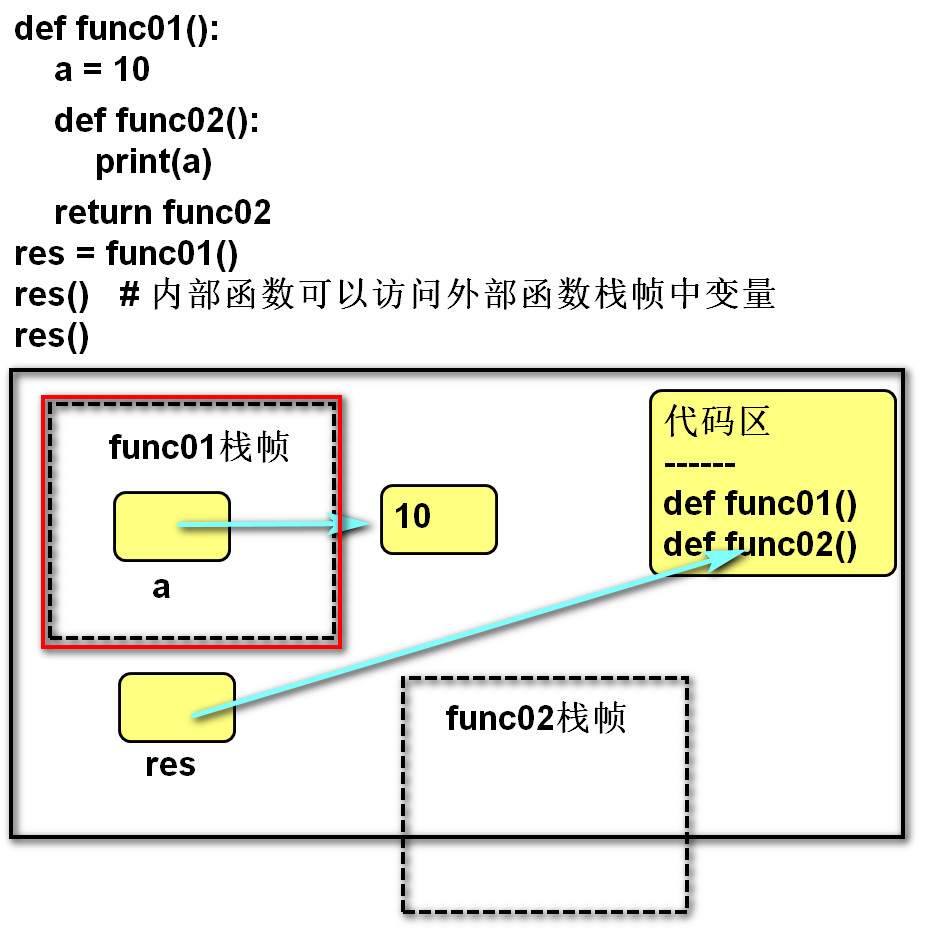 def func01():
a = 10
def func02():
print(a)
return func02
res = func01()
res() # 内部函数可以访问外部函数栈帧中变量
res()
func01栈帧
a
10
代码区
------
def func01()
def func02()
res
func02栈帧